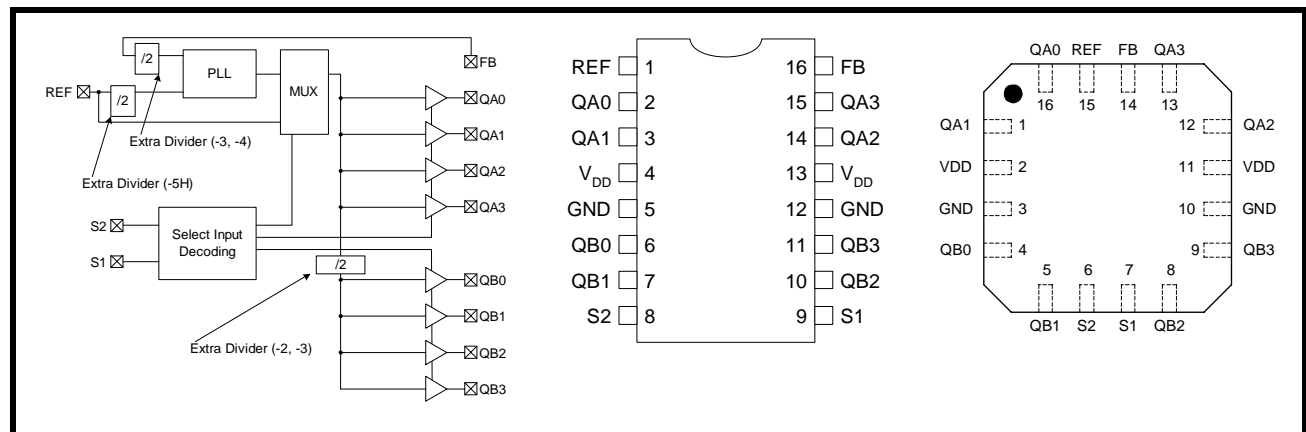 /2
PLL
MUX
FB
REF
/2
QA0
QA1
Extra Divider (-3, -4)
QA2
Extra Divider (-5H)
QA3
S2
Select Input
Decoding
S1
/2
QB0
QB1
Extra Divider (-2, -3)
QB2
QB3
REF 1 16 FB
QA0 2 15 QA3
QA1 3 14 QA2
VDD 4 13 VDD
GND 5 12 GND
QB0 6 11 QB3
QB1 7 10 QB2
S2 8 9 S1
QA0 REF FB QA3
16 15 14 13
QA1 1 12 QA2
VDD 2 11 VDD
GND 3 10 GND
QB0 4 9 QB3
5 6 7 8
QB1 S2 S1 QB2